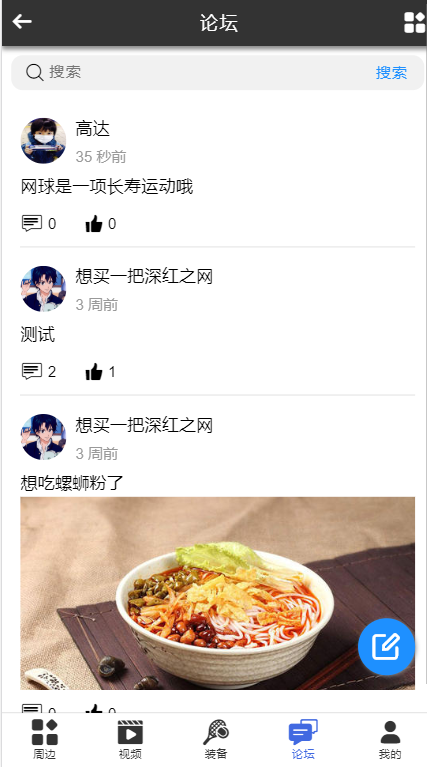 论坛
搜索 搜索
高达
35 秒前
网球是一项长寿运动哦
0 0
想买一把深红之网
3 周前
测试
2 1
想买一把深红之网
3 周前
想吃螺蛳粉了
0 0
周边 视频 装备 论坛 我的